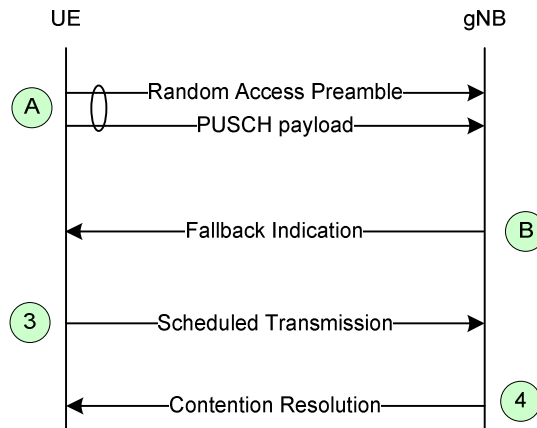 UE
gNB
A
Random Access Preamble
PUSCH payload
Fallback Indication
B
3
Scheduled Transmission
Contention Resolution
4